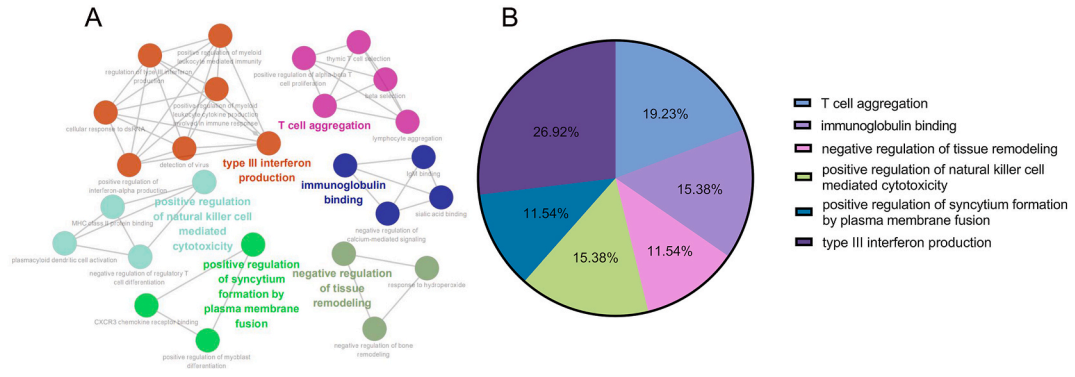 A
positive regulation of myeloid
leukocyte mediated immunity
regulation of type III interferon
production
positive regulation of myeloid
leukocyte cytokine production
involved in immune response
cellular response to dsRNA
detection of virus
type III interferon
production
positive regulation of
interferon-alpha production
thymic T cell selection
positive regulation of alpha-beta T
cell proliferation
beta selection
T cell aggregation
lymphocyte aggregation
immunoglobulin
binding
IgM binding
sialic acid binding
negative regulation of
calcium-mediated signaling
positive regulation
of natural killer cell
mediated
cytotoxicity
MHC class II protein binding
plasmacytoid dendritic cell activation
negative regulation of regulatory T
cell differentiation
positive regulation
of syncytium
formation by
plasma membrane
fusion
CXCR3 chemokine receptor binding
positive regulation of myoblast
differentiation
negative regulation
of tissue
remodeling
response to hydroperoxide
negative regulation of bone
remodeling
B
19.23%
15.38%
11.54%
15.38%
11.54%
26.92%
T cell aggregation
immunoglobulin binding
negative regulation of tissue remodeling
positive regulation of natural killer cell
mediated cytotoxicity
positive regulation of syncytium formation
by plasma membrane fusion
type III interferon production